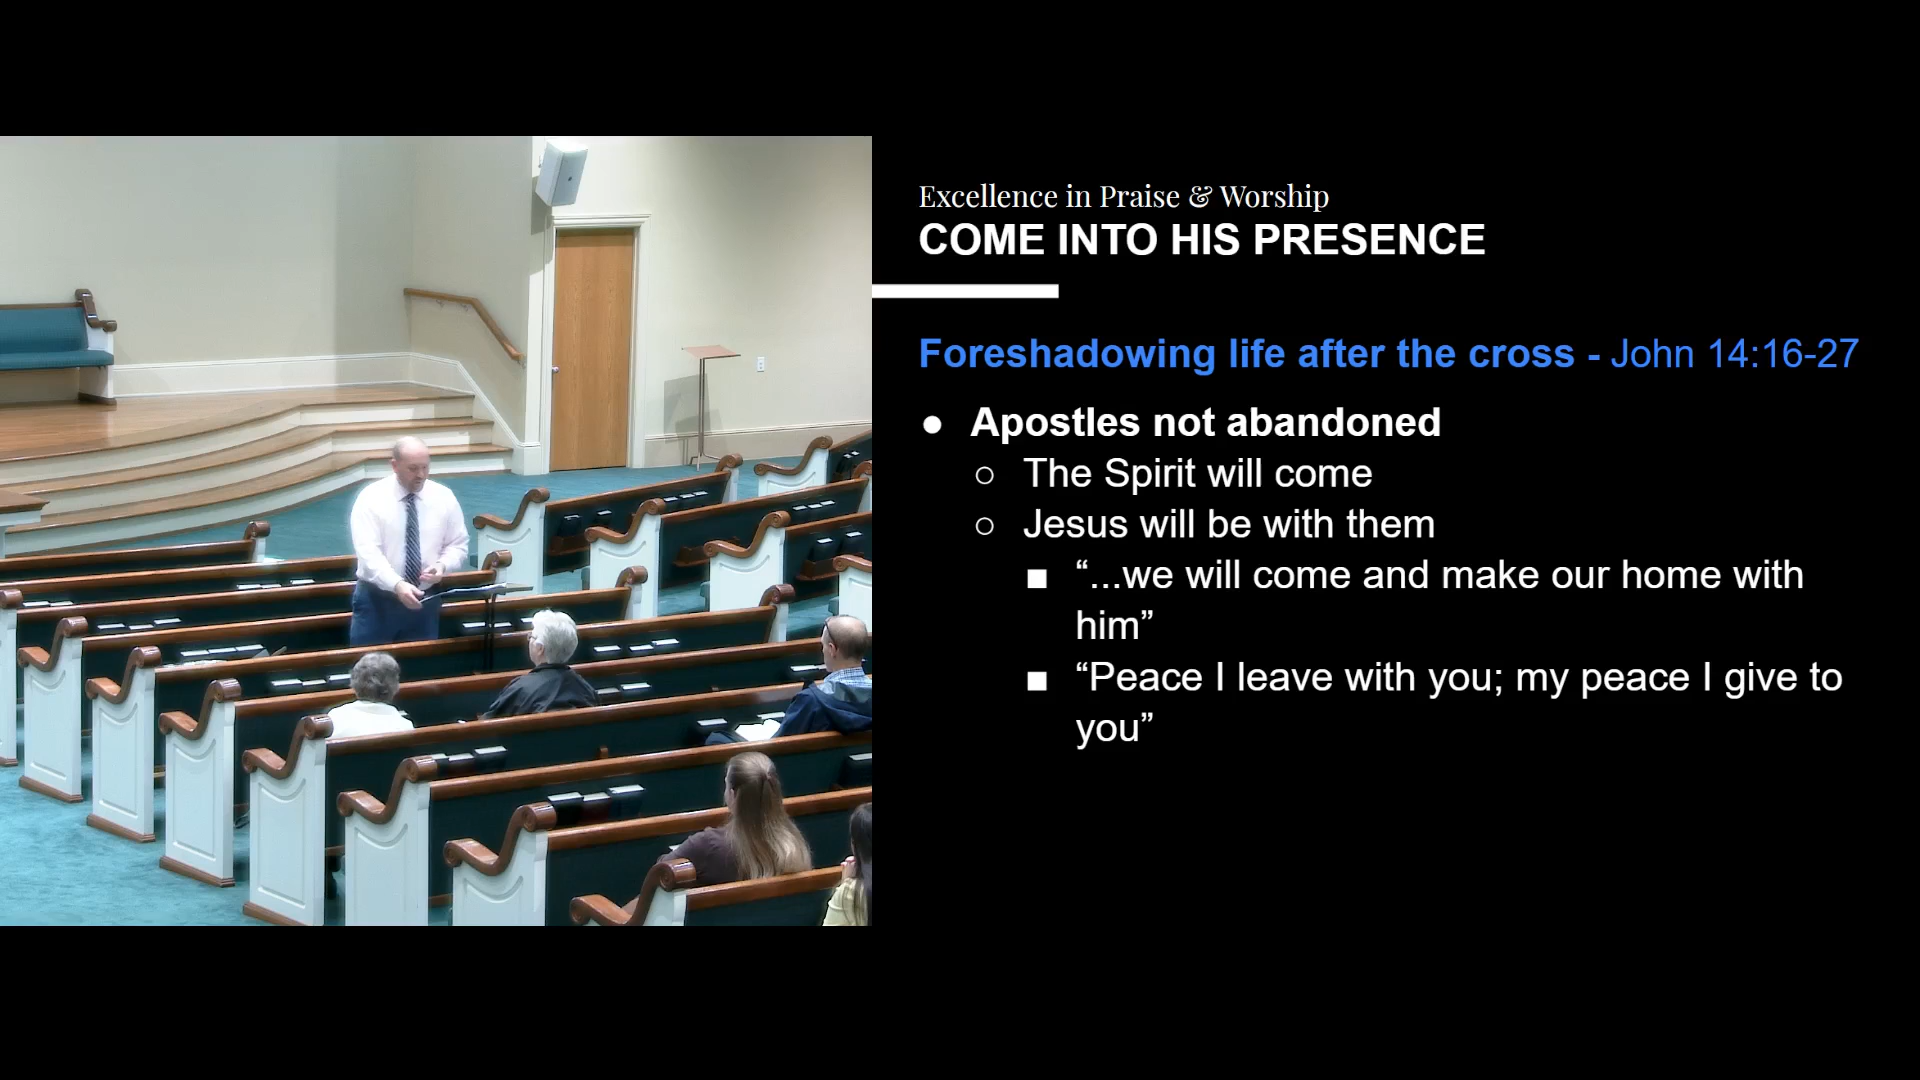 Excellence in Praise & Worship
COME INTO HIS PRESENCE
Foreshadowing life after the cross - John 14:16-27
● Apostles not abandoned
○ The Spirit will come
○ Jesus will be with them
■ “...we will come and make our home with
him”
■ “Peace I leave with you; my peace I give to
you”